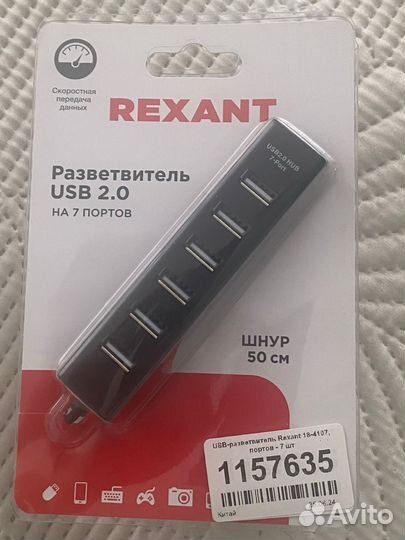 Скоростная
передача
данных
REXANT
USB2.0 HUB
7-Port
Разветвитель
USB 2.0
НА 7 ПОРТОВ
ШНУР
50 см
USB-разветвитель Rexant 18-4107,
портов - 7 шт
1157635
Китай
Avito